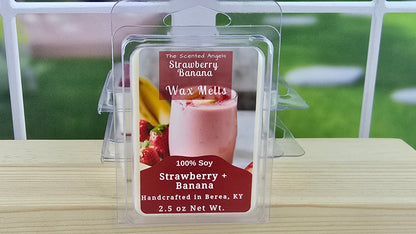 The Scented Angels
Strawberry
Banana
Wax Melts
100% Soy
Strawberry +
Banana
Handcrafted in Berea, KY
2.5 oz Net Wt.